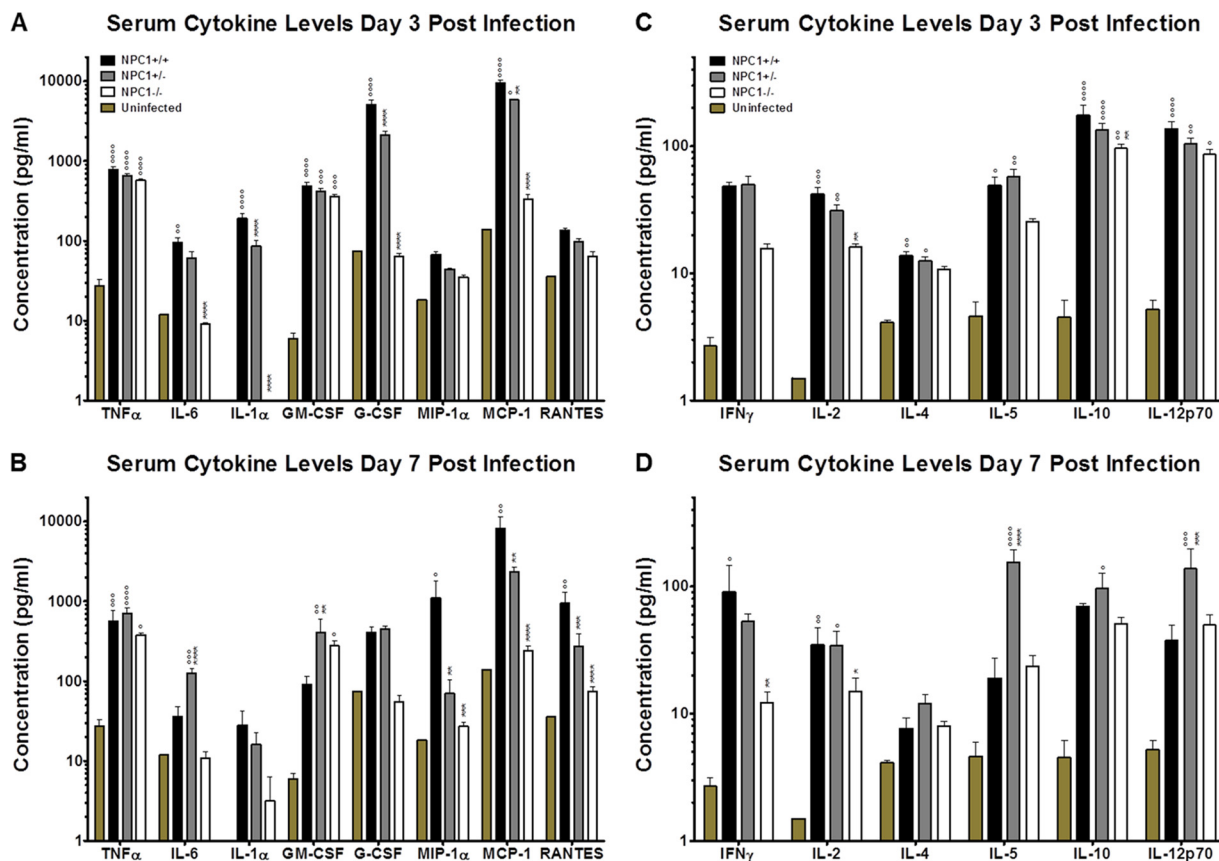 A Serum Cytokine Levels Day 3 Post Infection
Concentration (pg/ml)
10000
1000
100
10
1
NPC1+/+
NPC1+/-
NPC1-/-
Uninfected
°°°° °°°° °°°°
°° ****
**** ****
°°°° °°° °°°
°°°° **** ****
°°°° ° ** ****
TNFα IL-6 IL-1α GM-CSF G-CSF MIP-1α MCP-1 RANTES
C Serum Cytokine Levels Day 3 Post Infection
Concentration (pg/ml)
100
10
1
NPC1+/+
NPC1+/-
NPC1-/-
Uninfected
°°°° °° **
°° °
° °°
°°°° °°°° °° **
°°°° °° °
IFNγ IL-2 IL-4 IL-5 IL-10 IL-12p70
B Serum Cytokine Levels Day 7 Post Infection
Concentration (pg/ml)
10000
1000
100
10
1
°°° °°°° °
°°° ****
°° ** °
° ** ***
°° ** ****
°° *** ****
TNFα IL-6 IL-1α GM-CSF G-CSF MIP-1α MCP-1 RANTES
D Serum Cytokine Levels Day 7 Post Infection
Concentration (pg/ml)
100
10
1
° **
°° ° *
°°°° ****
°
°°° ***
IFNγ IL-2 IL-4 IL-5 IL-10 IL-12p70